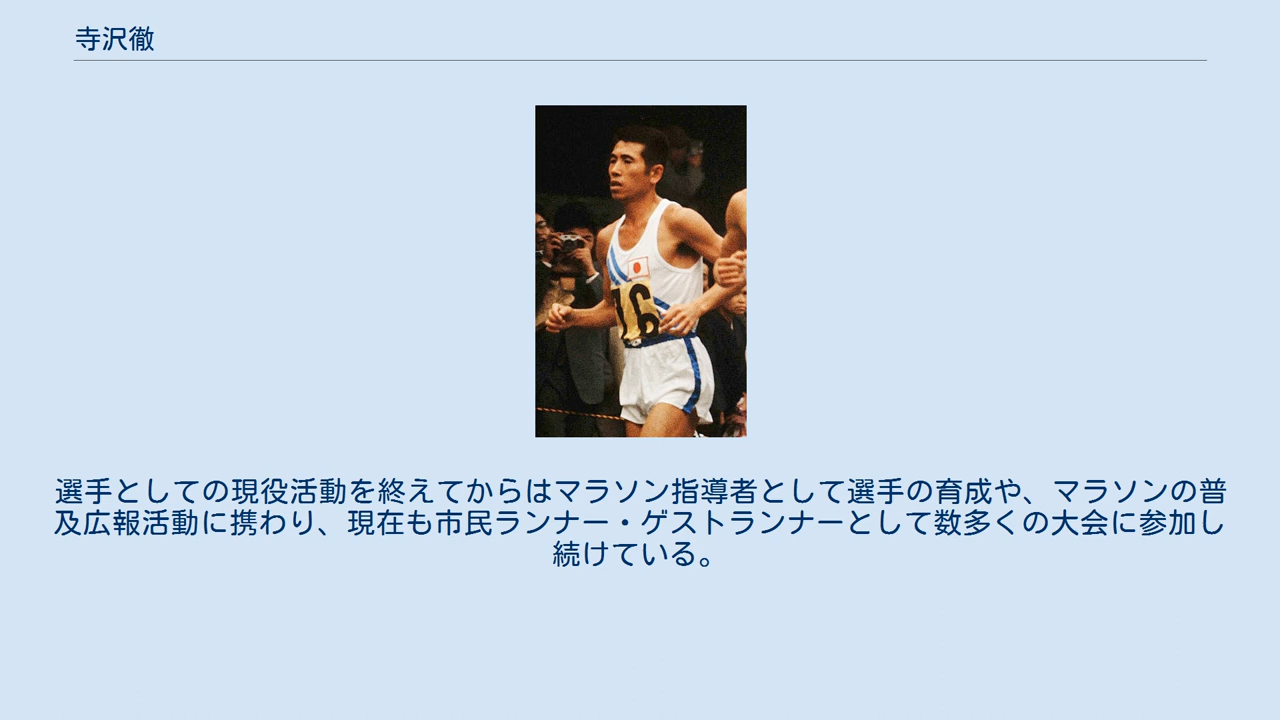 寺沢徹
16
選手としての現役活動を終えてからはマラソン指導者として選手の育成や、マラソンの普
及広報活動に携わり、現在も市民ランナー・ゲストランナーとして数多くの大会に参加し
続けている。